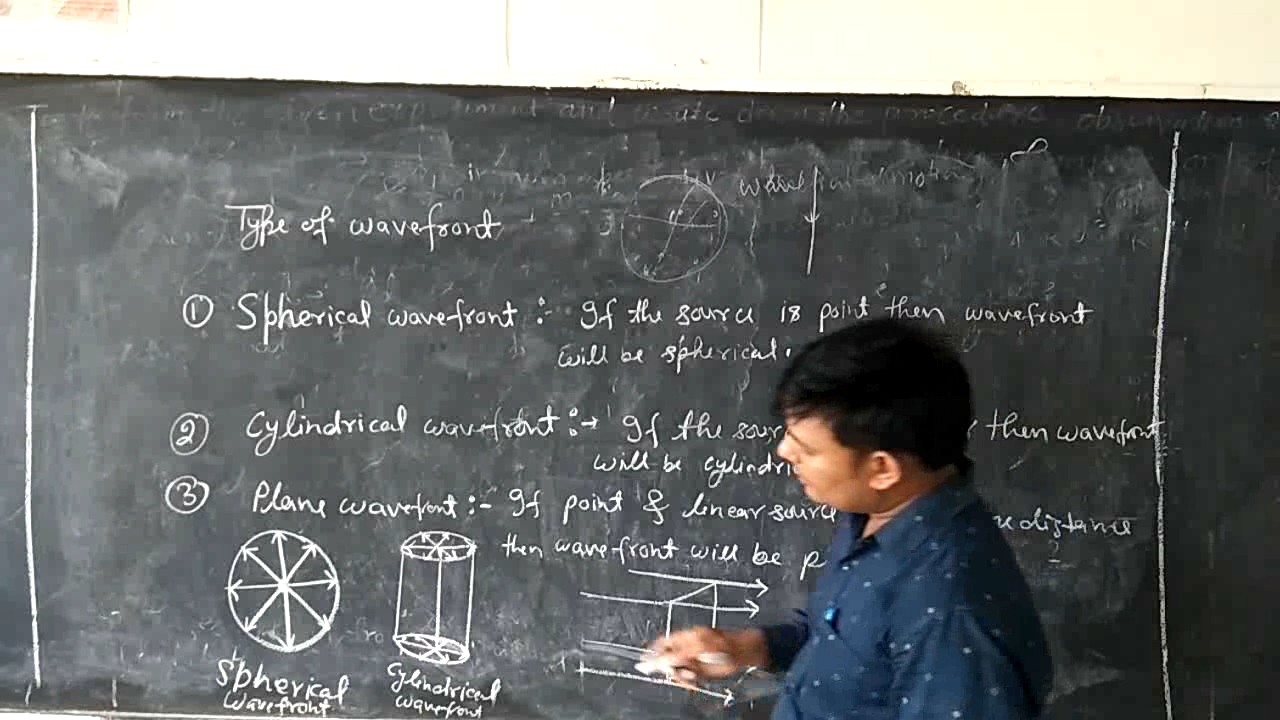 Type of wavefront
① Spherical wavefront :- If the source is point then wavefront
will be spherical.
② Cylindrical wavefront :→ If the sour then wavefront
will be cylindri
③ Plane wavefront :- If point & linear source distance
then wavefront will be p
Spherical
wavefront
Cylindrical
wavefront